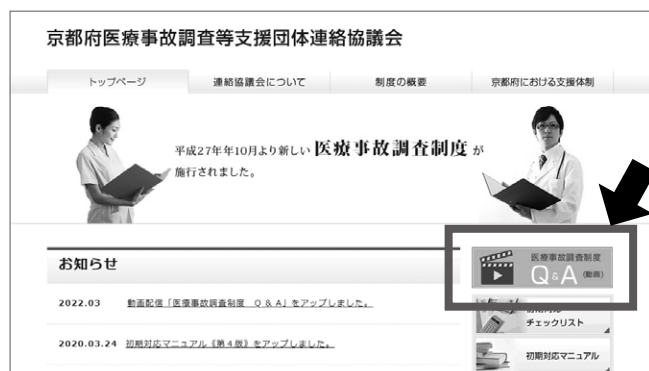 京都府医療事故調査等支援団体連絡協議会
トップページ 連絡協議会について 制度の概要 京都府における支援体制
平成27年年10月より新しい 医療事故調査制度 が
施行されました。
お知らせ
医療事故調査制度
Q&A (動画)
2022.03 動画配信「医療事故調査制度 Q & A」をアップしました。
チェックリスト
2020.03.24 初期対応マニュアル《第4版》をアップしました。
初期対応マニュアル